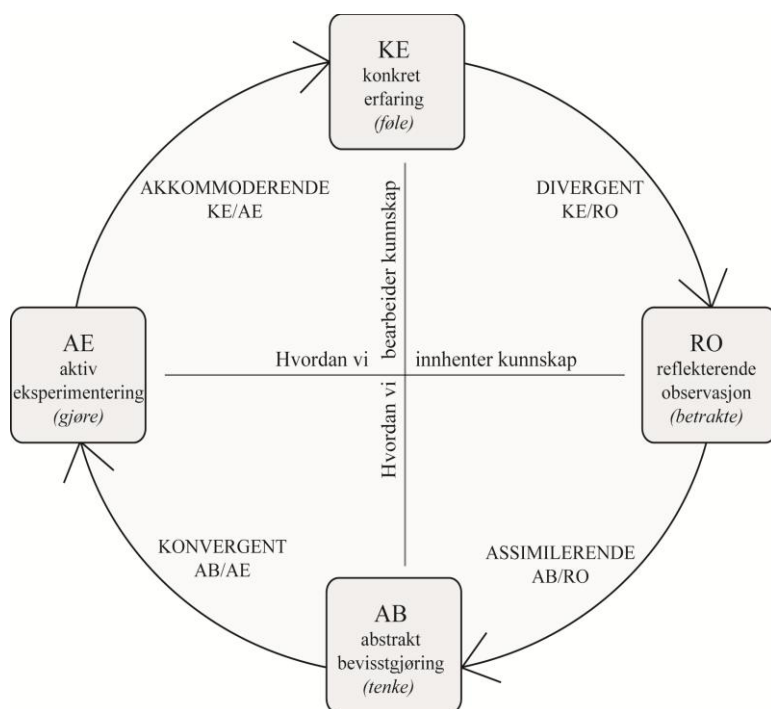 KE
konkret
erfaring
(føle)
AKKOMMODERENDE
KE/AE
DIVERGENT
KE/RO
AE
aktiv
eksperimentering
(gjøre)
Hvordan vi
innhenter kunnskap
Hvordan vi
bearbeider kunnskap
RO
reflekterende
observasjon
(betrakte)
KONVERGENT
AB/AE
ASSIMILERENDE
AB/RO
AB
abstrakt
bevisstgjøring
(tenke)